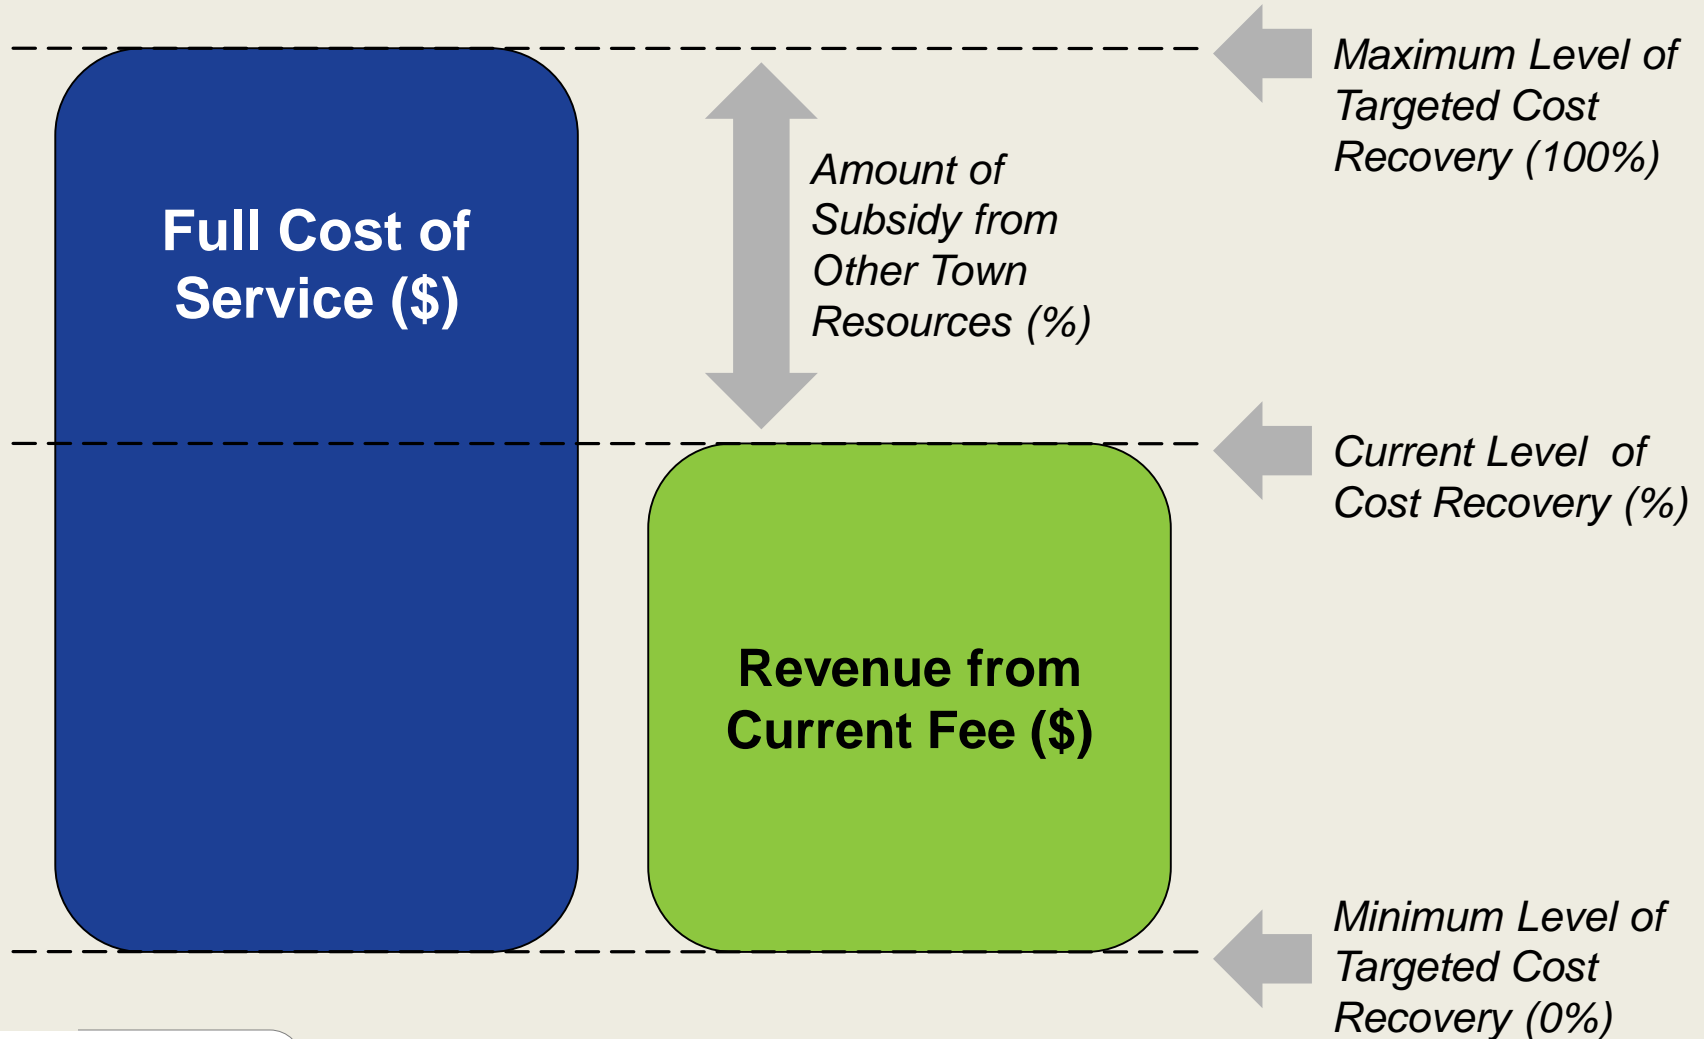 Full Cost of
Service ($)
Amount of
Subsidy from
Other Town
Resources (%)
Revenue from
Current Fee ($)
Maximum Level of
Targeted Cost
Recovery (100%)
Current Level  of
Cost Recovery (%)
Minimum Level of
Targeted Cost
Recovery (0%)